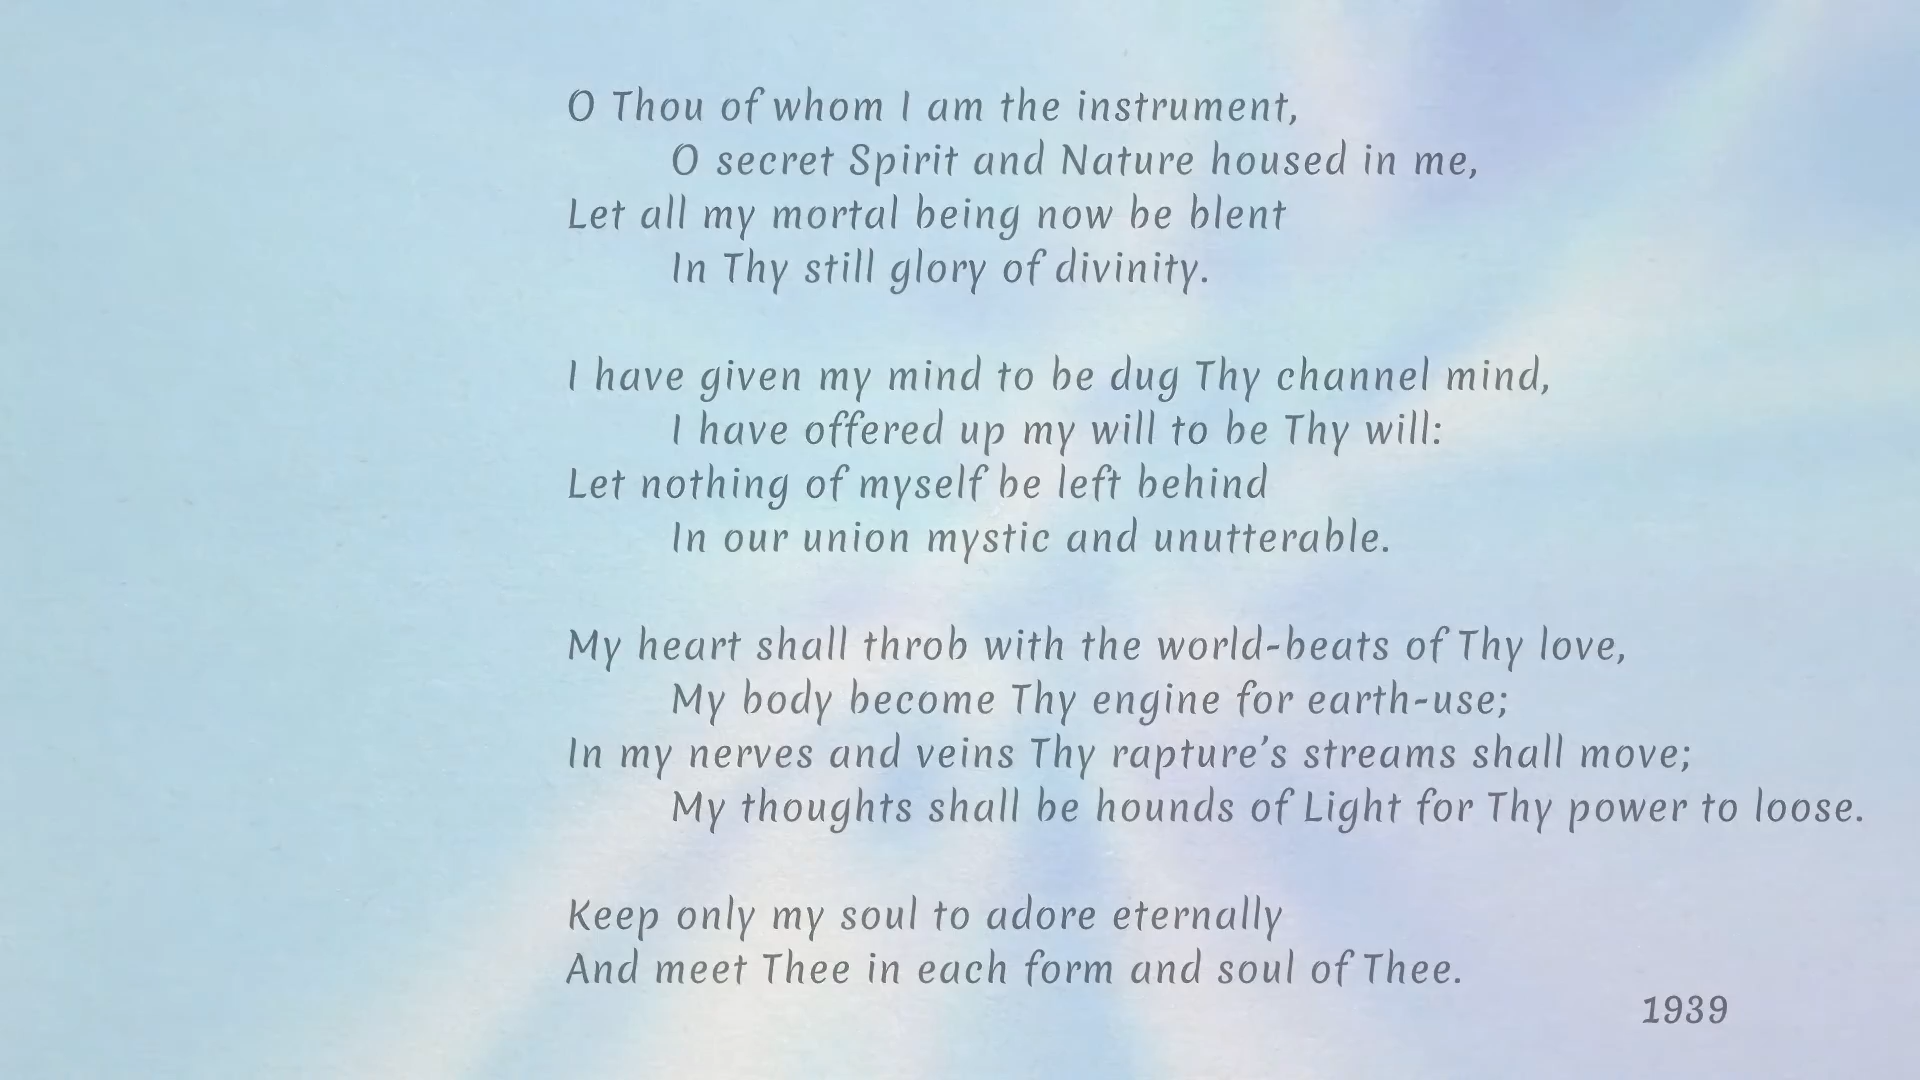 O Thou of whom I am the instrument,
O secret Spirit and Nature housed in me,
Let all my mortal being now be blent
In Thy still glory of divinity.
I have given my mind to be dug Thy channel mind,
I have offered up my will to be Thy will:
Let nothing of myself be left behind
In our union mystic and unutterable.
My heart shall throb with the world-beats of Thy love,
My body become Thy engine for earth-use;
In my nerves and veins Thy rapture’s streams shall move;
My thoughts shall be hounds of Light for Thy power to loose.
Keep only my soul to adore eternally
And meet Thee in each form and soul of Thee.
1939